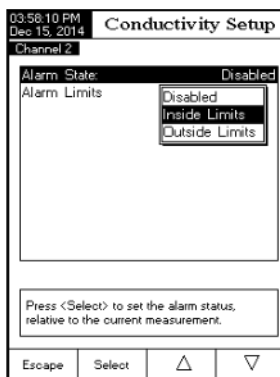 03:58:10 PM
Dec 15, 2014
Conductivity Setup
Channel 2
Alarm State: Disabled
Alarm Limits
Disabled
Inside Limits
Outside Limits
Press <Select> to set the alarm status,
relative to the current measurement.
Escape Select △ ▽